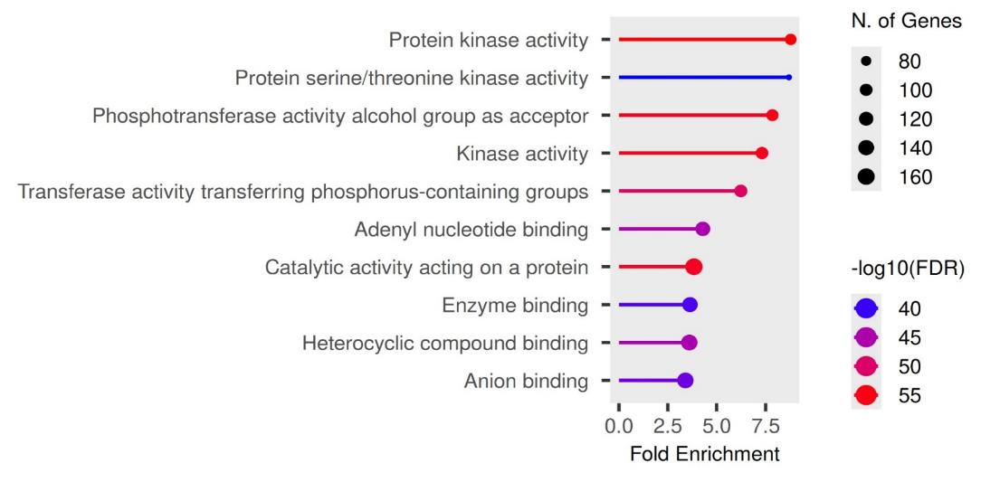 Protein kinase activity
Protein serine/threonine kinase activity
Phosphotransferase activity alcohol group as acceptor
Kinase activity
Transferase activity transferring phosphorus-containing groups
Adenyl nucleotide binding
Catalytic activity acting on a protein
Enzyme binding
Heterocyclic compound binding
Anion binding
0.0 2.5 5.0 7.5
Fold Enrichment
N. of Genes
80
100
120
140
160
-log10(FDR)
40
45
50
55